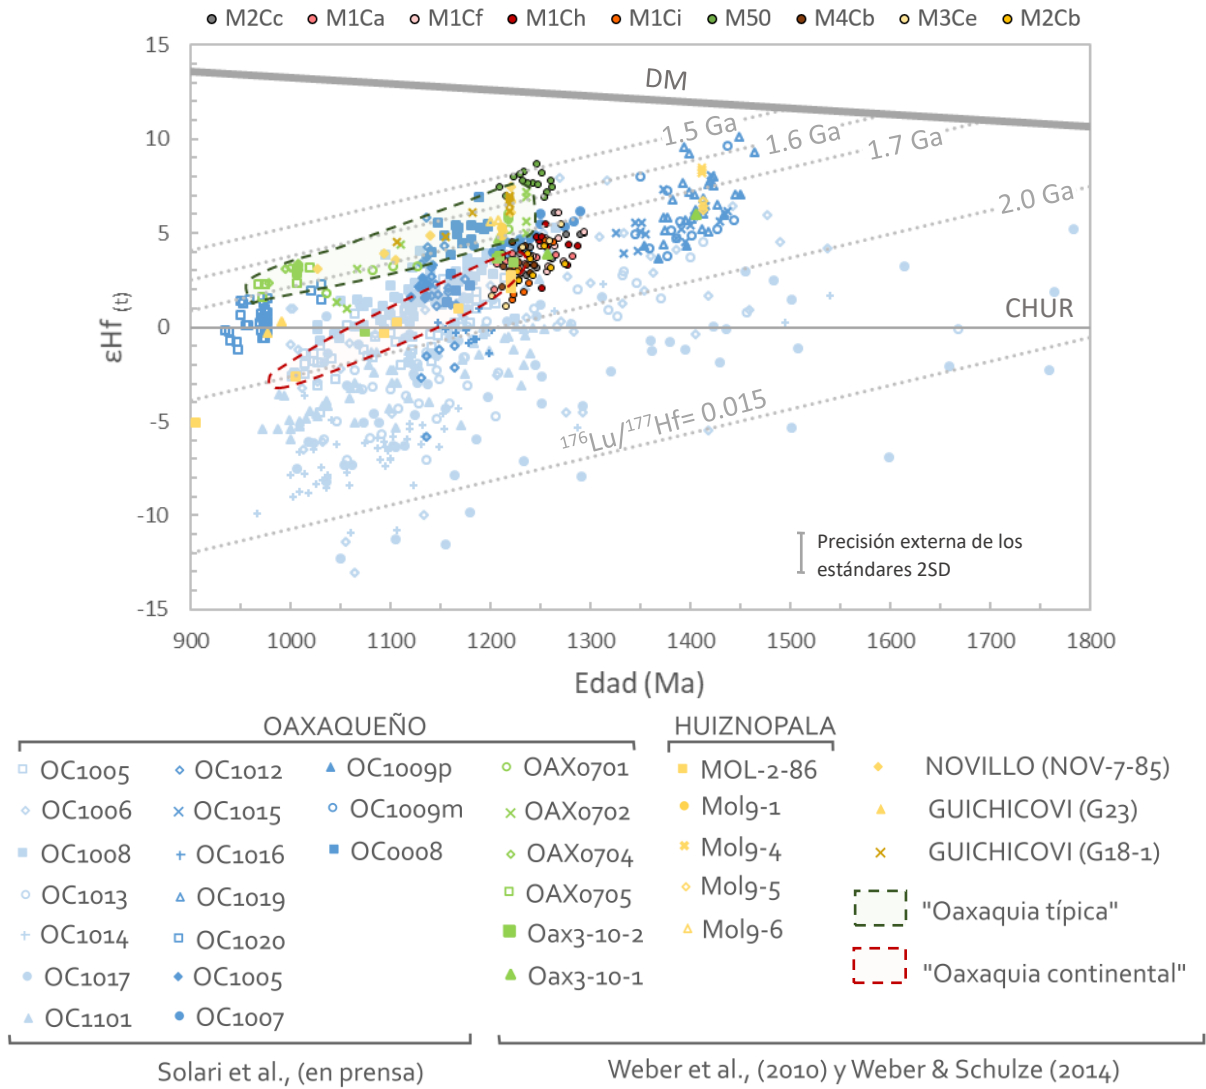 M2Cc M1Ca M1Cf M1Ch M1Ci M50 M4Cb M3Ce M2Cb
15
10
5
0
-5
-10
-15
εHf (t)
DM
1.5 Ga
1.6 Ga
1.7 Ga
2.0 Ga
CHUR
¹⁷⁶Lu/¹⁷⁷Hf= 0.015
Precisión externa de los
estándares 2SD
900 1000 1100 1200 1300 1400 1500 1600 1700 1800
Edad (Ma)
OAXAQUEÑO
OC1005
OC1006
OC1008
OC1013
OC1014
OC1017
OC1101
OC1012
OC1015
OC1016
OC1019
OC1020
OC1005
OC1007
OC1009p
OC1009m
OC0008
OAX0701
OAX0702
OAX0704
OAX0705
Oax3-10-2
Oax3-10-1
HUIZNOPALA
MOL-2-86
Mol9-1
Mol9-4
Mol9-5
Mol9-6
NOVILLO (NOV-7-85)
GUICHICOVI (G23)
GUICHICOVI (G18-1)
"Oaxaquia típica"
"Oaxaquia continental"
Solari et al., (en prensa)
Weber et al., (2010) y Weber & Schulze (2014)